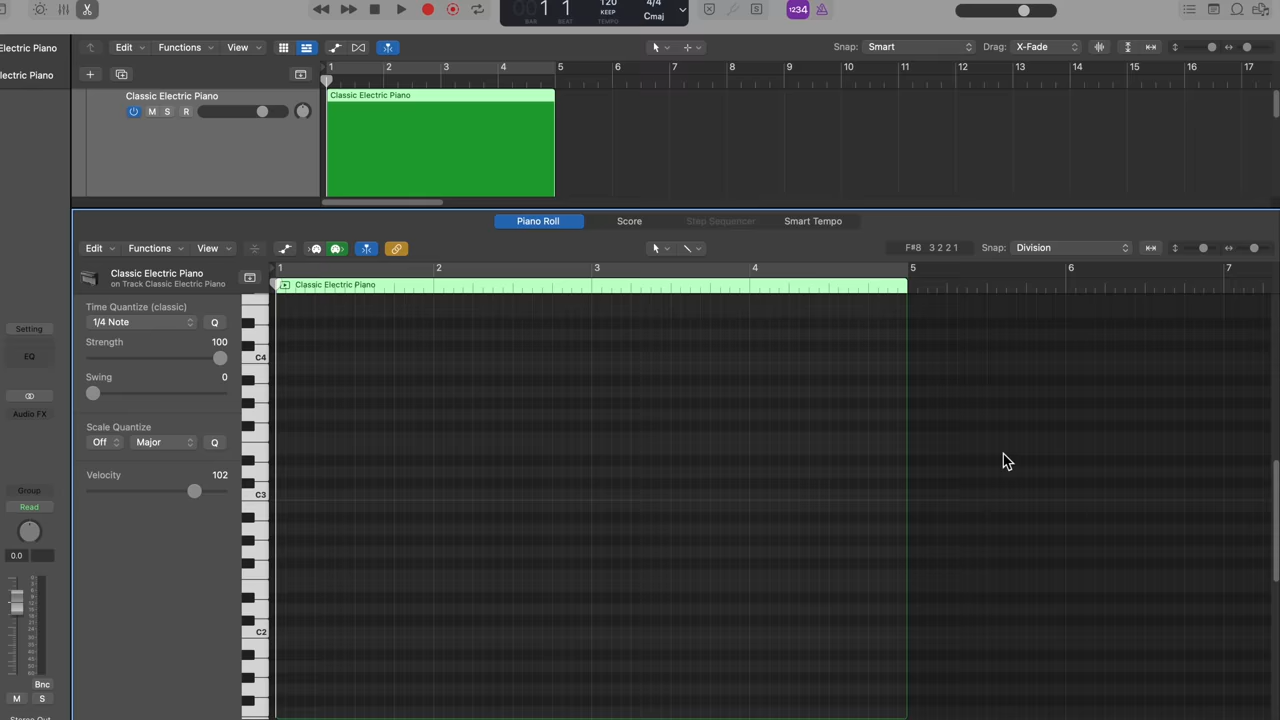 120
1 1
KEEP
4/4
Cmaj
BAR
BEAT
TEMPO
1234
Electric Piano
Edit
Functions
View
Snap: Smart
Drag: X-Fade
Electric Piano
1 2 3 4 5 6 7 8 9 10 11 12 13 14 15 16 17
Classic Electric Piano
Classic Electric Piano
M S R
Piano Roll
Score
Step Sequencer
Smart Tempo
Edit
Functions
View
F#8 3 2 2 1
Snap: Division
Classic Electric Piano
on Track Classic Electric Piano
1 2 3 4 5 6 7
Classic Electric Piano
Time Quantize (classic)
1/4 Note
Q
Setting
Strength 100
EQ
C4
Swing 0
Audio FX
Scale Quantize
Off
Major
Q
Velocity 102
Group
C3
Read
0.0
C2
Bnc
M S